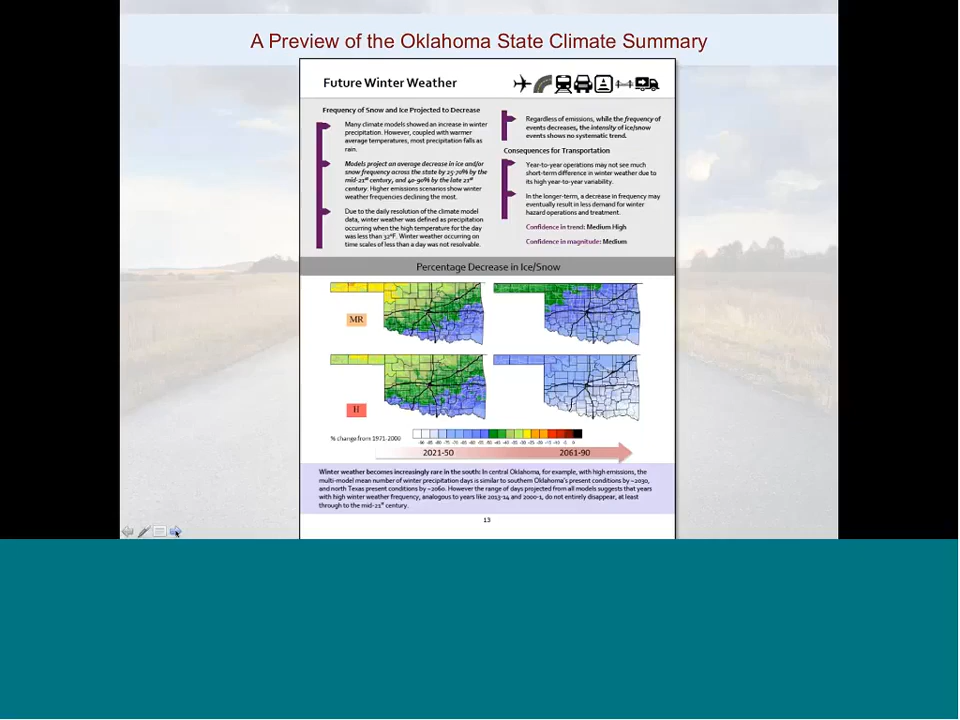 A Preview of the Oklahoma State Climate Summary
Future Winter Weather
Frequency of Snow and Ice Projected to Decrease
Many climate models showed an increase in winter
precipitation. However, coupled with warmer
average temperatures, most precipitation falls as
rain.
Models project an average decrease in ice and/or
snow frequency across the state by 25-70% by the
mid-21st century, and 40-90% by the late 21st
century. Higher emissions scenarios show winter
weather frequencies declining the most.
Due to the daily resolution of the climate model
data, winter weather was defined as precipitation
occurring when the high temperature for the day
was less than 32°F. Winter weather occurring on
time scales of less than a day was not resolvable.
Regardless of emissions, while the frequency of
events decreases, the intensity of ice/snow
events shows no systematic trend.
Consequences for Transportation
Year-to-year operations may not see much
short-term difference in winter weather due to
its high year-to-year variability.
In the longer-term, a decrease in frequency may
eventually result in less demand for winter
hazard operations and treatment.
Confidence in trend: Medium High
Confidence in magnitude: Medium
Percentage Decrease in Ice/Snow
MR
H
% change from 1971-2000
2021-50 2061-90
Winter weather becomes increasingly rare in the south: In central Oklahoma, for example, with high emissions, the
multi-model mean number of winter precipitation days is similar to southern Oklahoma's present conditions by ~2030,
and north Texas present conditions by ~2060. However the range of days projected from all models suggests that years
with high winter weather frequency, analogous to years like 2013-14 and 2000-1, do not entirely disappear, at least
through to the mid-21st century.
13